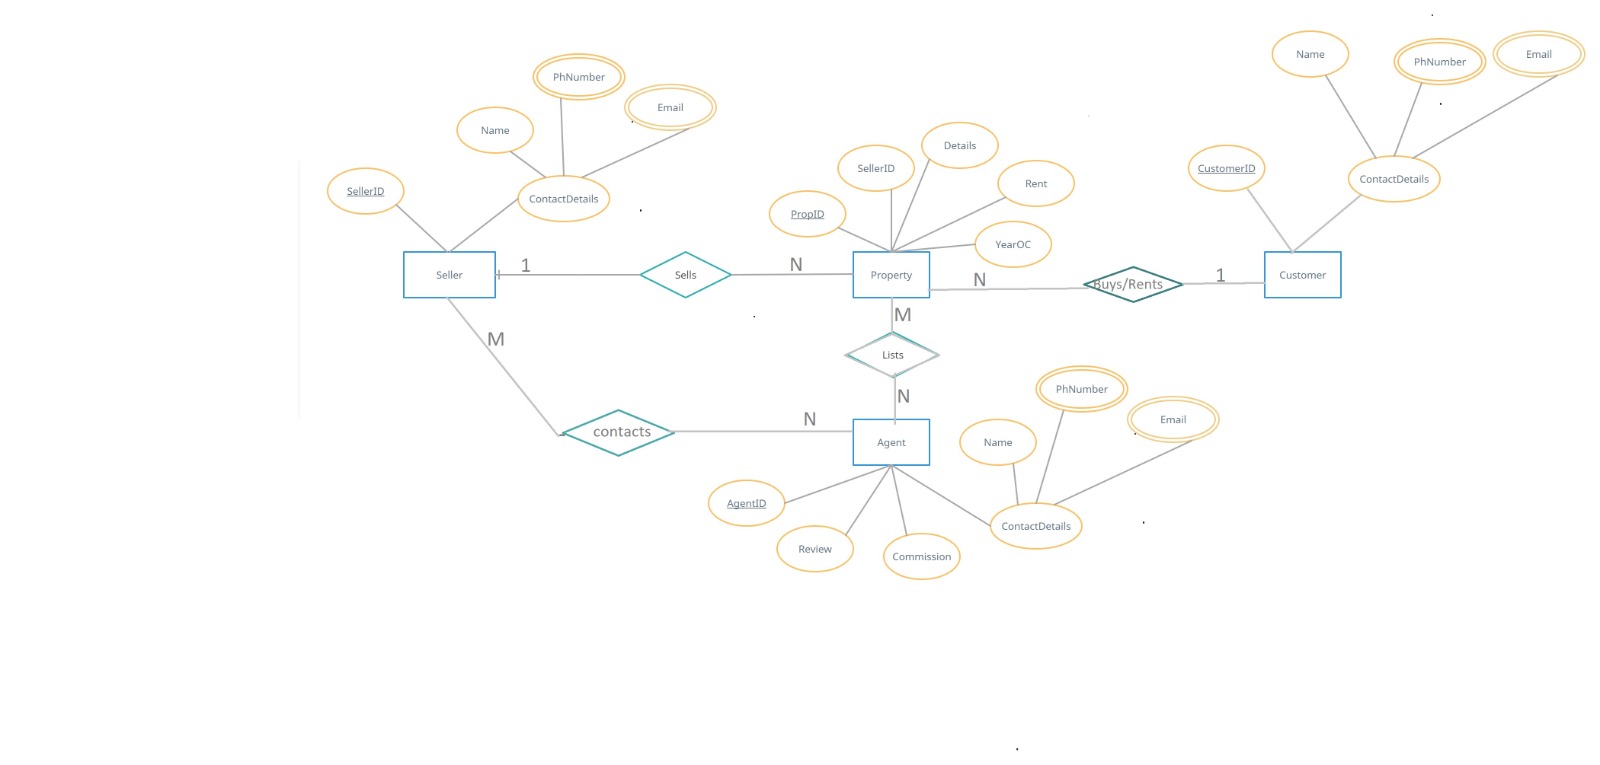 Name
PhNumber
Email
PhNumber
Email
Name
Details
SellerID
CustomerID
ContactDetails
Rent
SellerID
ContactDetails
PropID
YearOC
Seller
1
Sells
N
Property
N
Buys/Rents
1
Customer
M
M
Lists
N
PhNumber
Email
contacts
N
Agent
Name
AgentID
ContactDetails
Review
Commission